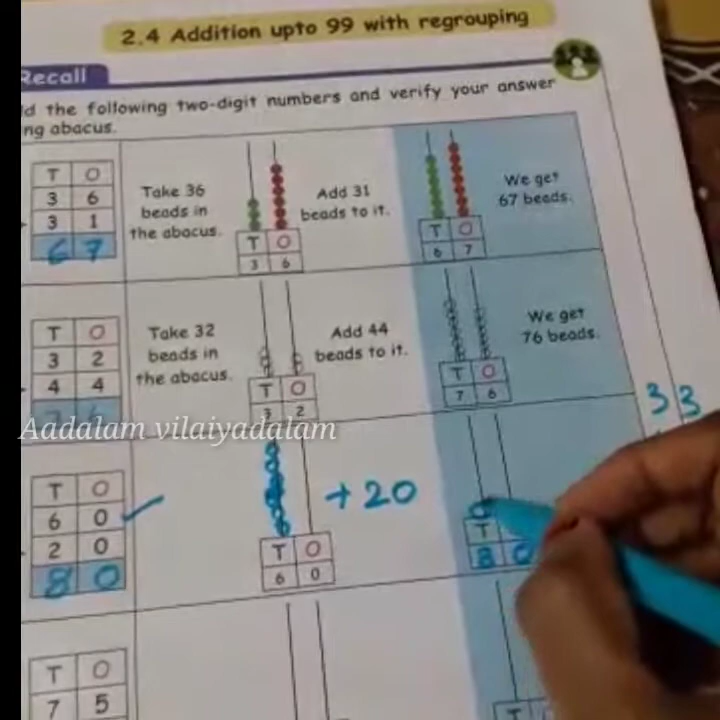 2.4 Addition upto 99 with regrouping
Recall
d the following two-digit numbers and verify your answer
ng abacus.
T O
3 6
3 1
6 7
Take 36
beads in
the abacus.
T O
3 6
Add 31
beads to it.
T O
6 7
We get
67 beads.
T O
3 2
4 4
7 6
Take 32
beads in
the abacus.
T O
3 2
Add 44
beads to it.
T O
7 6
We get
76 beads.
33
Aadalam vilaiyadalam
T O
6 0
2 0
8 0
T O
6 0
+20
T
8 0
T O
7 5